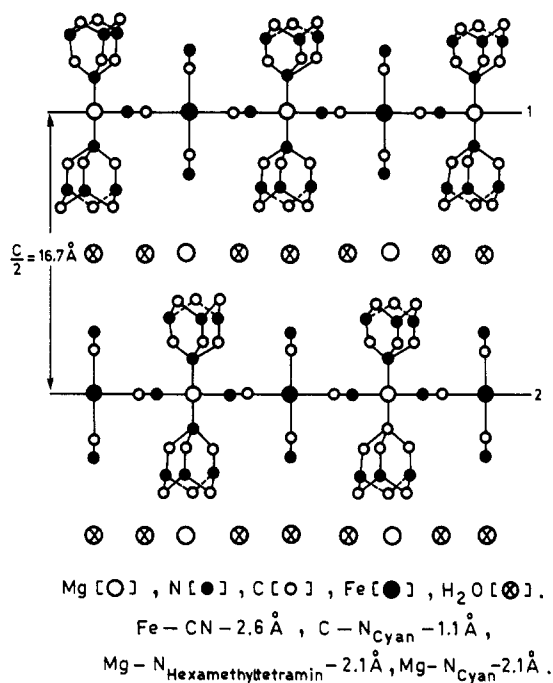 1
C/2 = 16.7 Å
2
Mg [○] , N [●] , C [○] , Fe [●] , H₂O [⊗].
Fe – CN – 2.6 Å , C – N_Cyan – 1.1 Å ,
Mg – N_Hexamethyltetramin – 2.1 Å , Mg – N_Cyan – 2.1 Å .